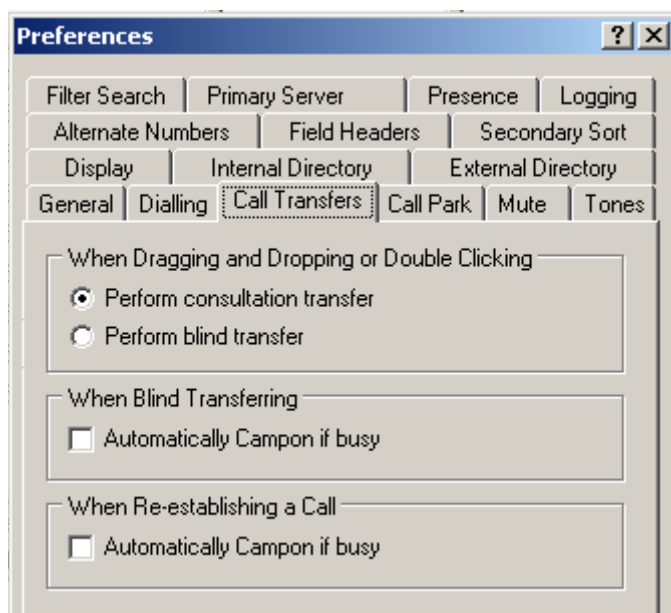 Preferences
Filter Search Primary Server Presence Logging
Alternate Numbers Field Headers Secondary Sort
Display Internal Directory External Directory
General Dialling Call Transfers Call Park Mute Tones
When Dragging and Dropping or Double Clicking
Perform consultation transfer
Perform blind transfer
When Blind Transferring
Automatically Campon if busy
When Re-establishing a Call
Automatically Campon if busy